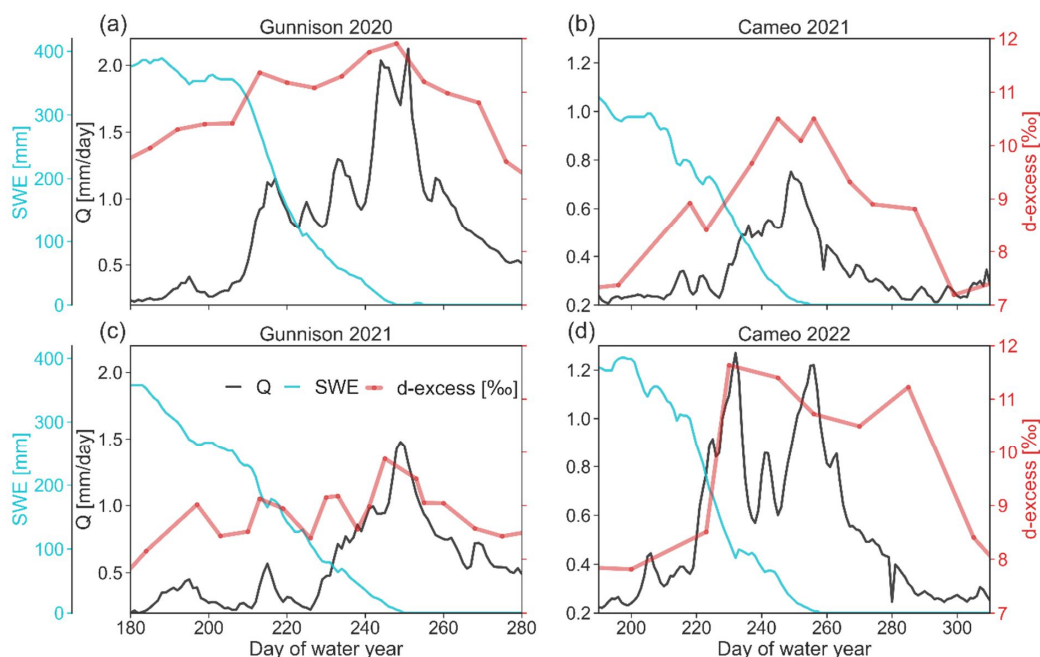 (a) Gunnison 2020
(b) Cameo 2021
SWE [mm]
400
300
200
100
0
Q [mm/day]
2.0
1.5
1.0
0.5
1.2
1.0
0.8
0.6
0.4
0.2
12
11
10
9
8
7
d-excess [‰]
(c) Gunnison 2021
(d) Cameo 2022
SWE [mm]
400
300
200
100
0
Q [mm/day]
2.0
1.5
1.0
0.5
Q SWE d-excess [‰]
1.2
1.0
0.8
0.6
0.4
0.2
12
11
10
9
8
7
d-excess [‰]
180 200 220 240 260 280
200 220 240 260 280 300
Day of water year
Day of water year